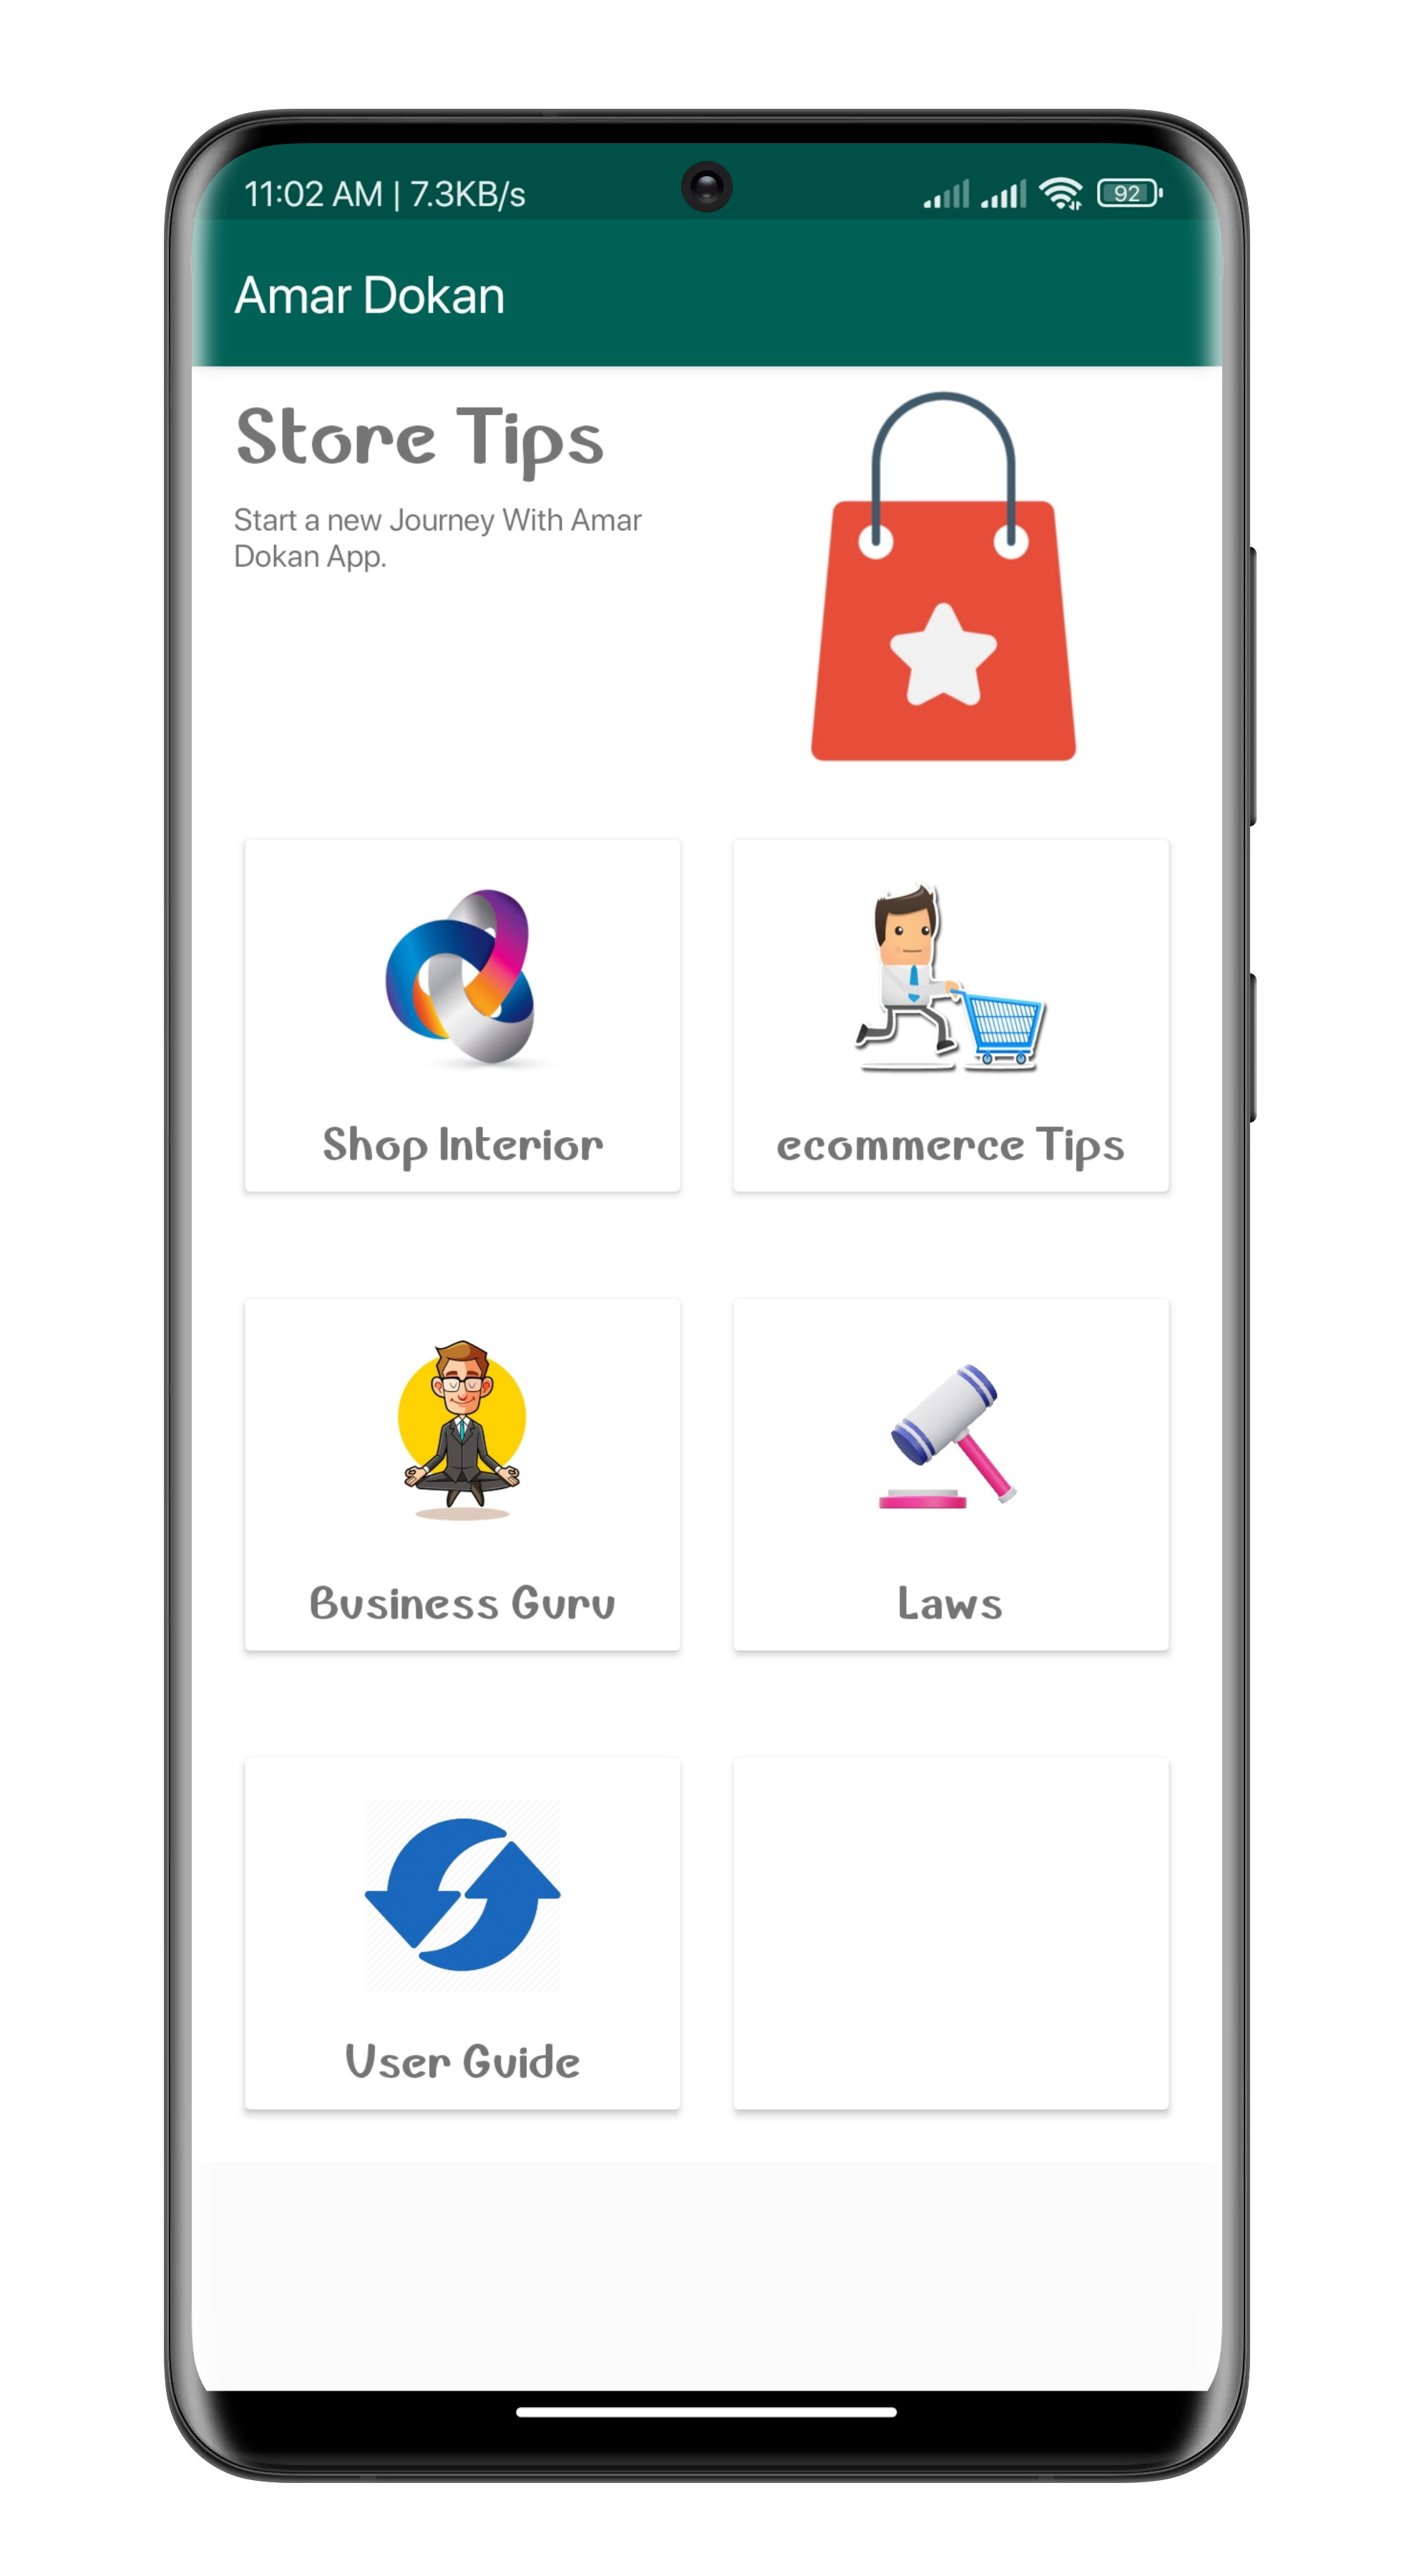 11:02 AM | 7.3KB/s
92
Amar Dokan
Store Tips
Start a new Journey With Amar
Dokan App.
Shop Interior
ecommerce Tips
Business Guru
Laws
User Guide